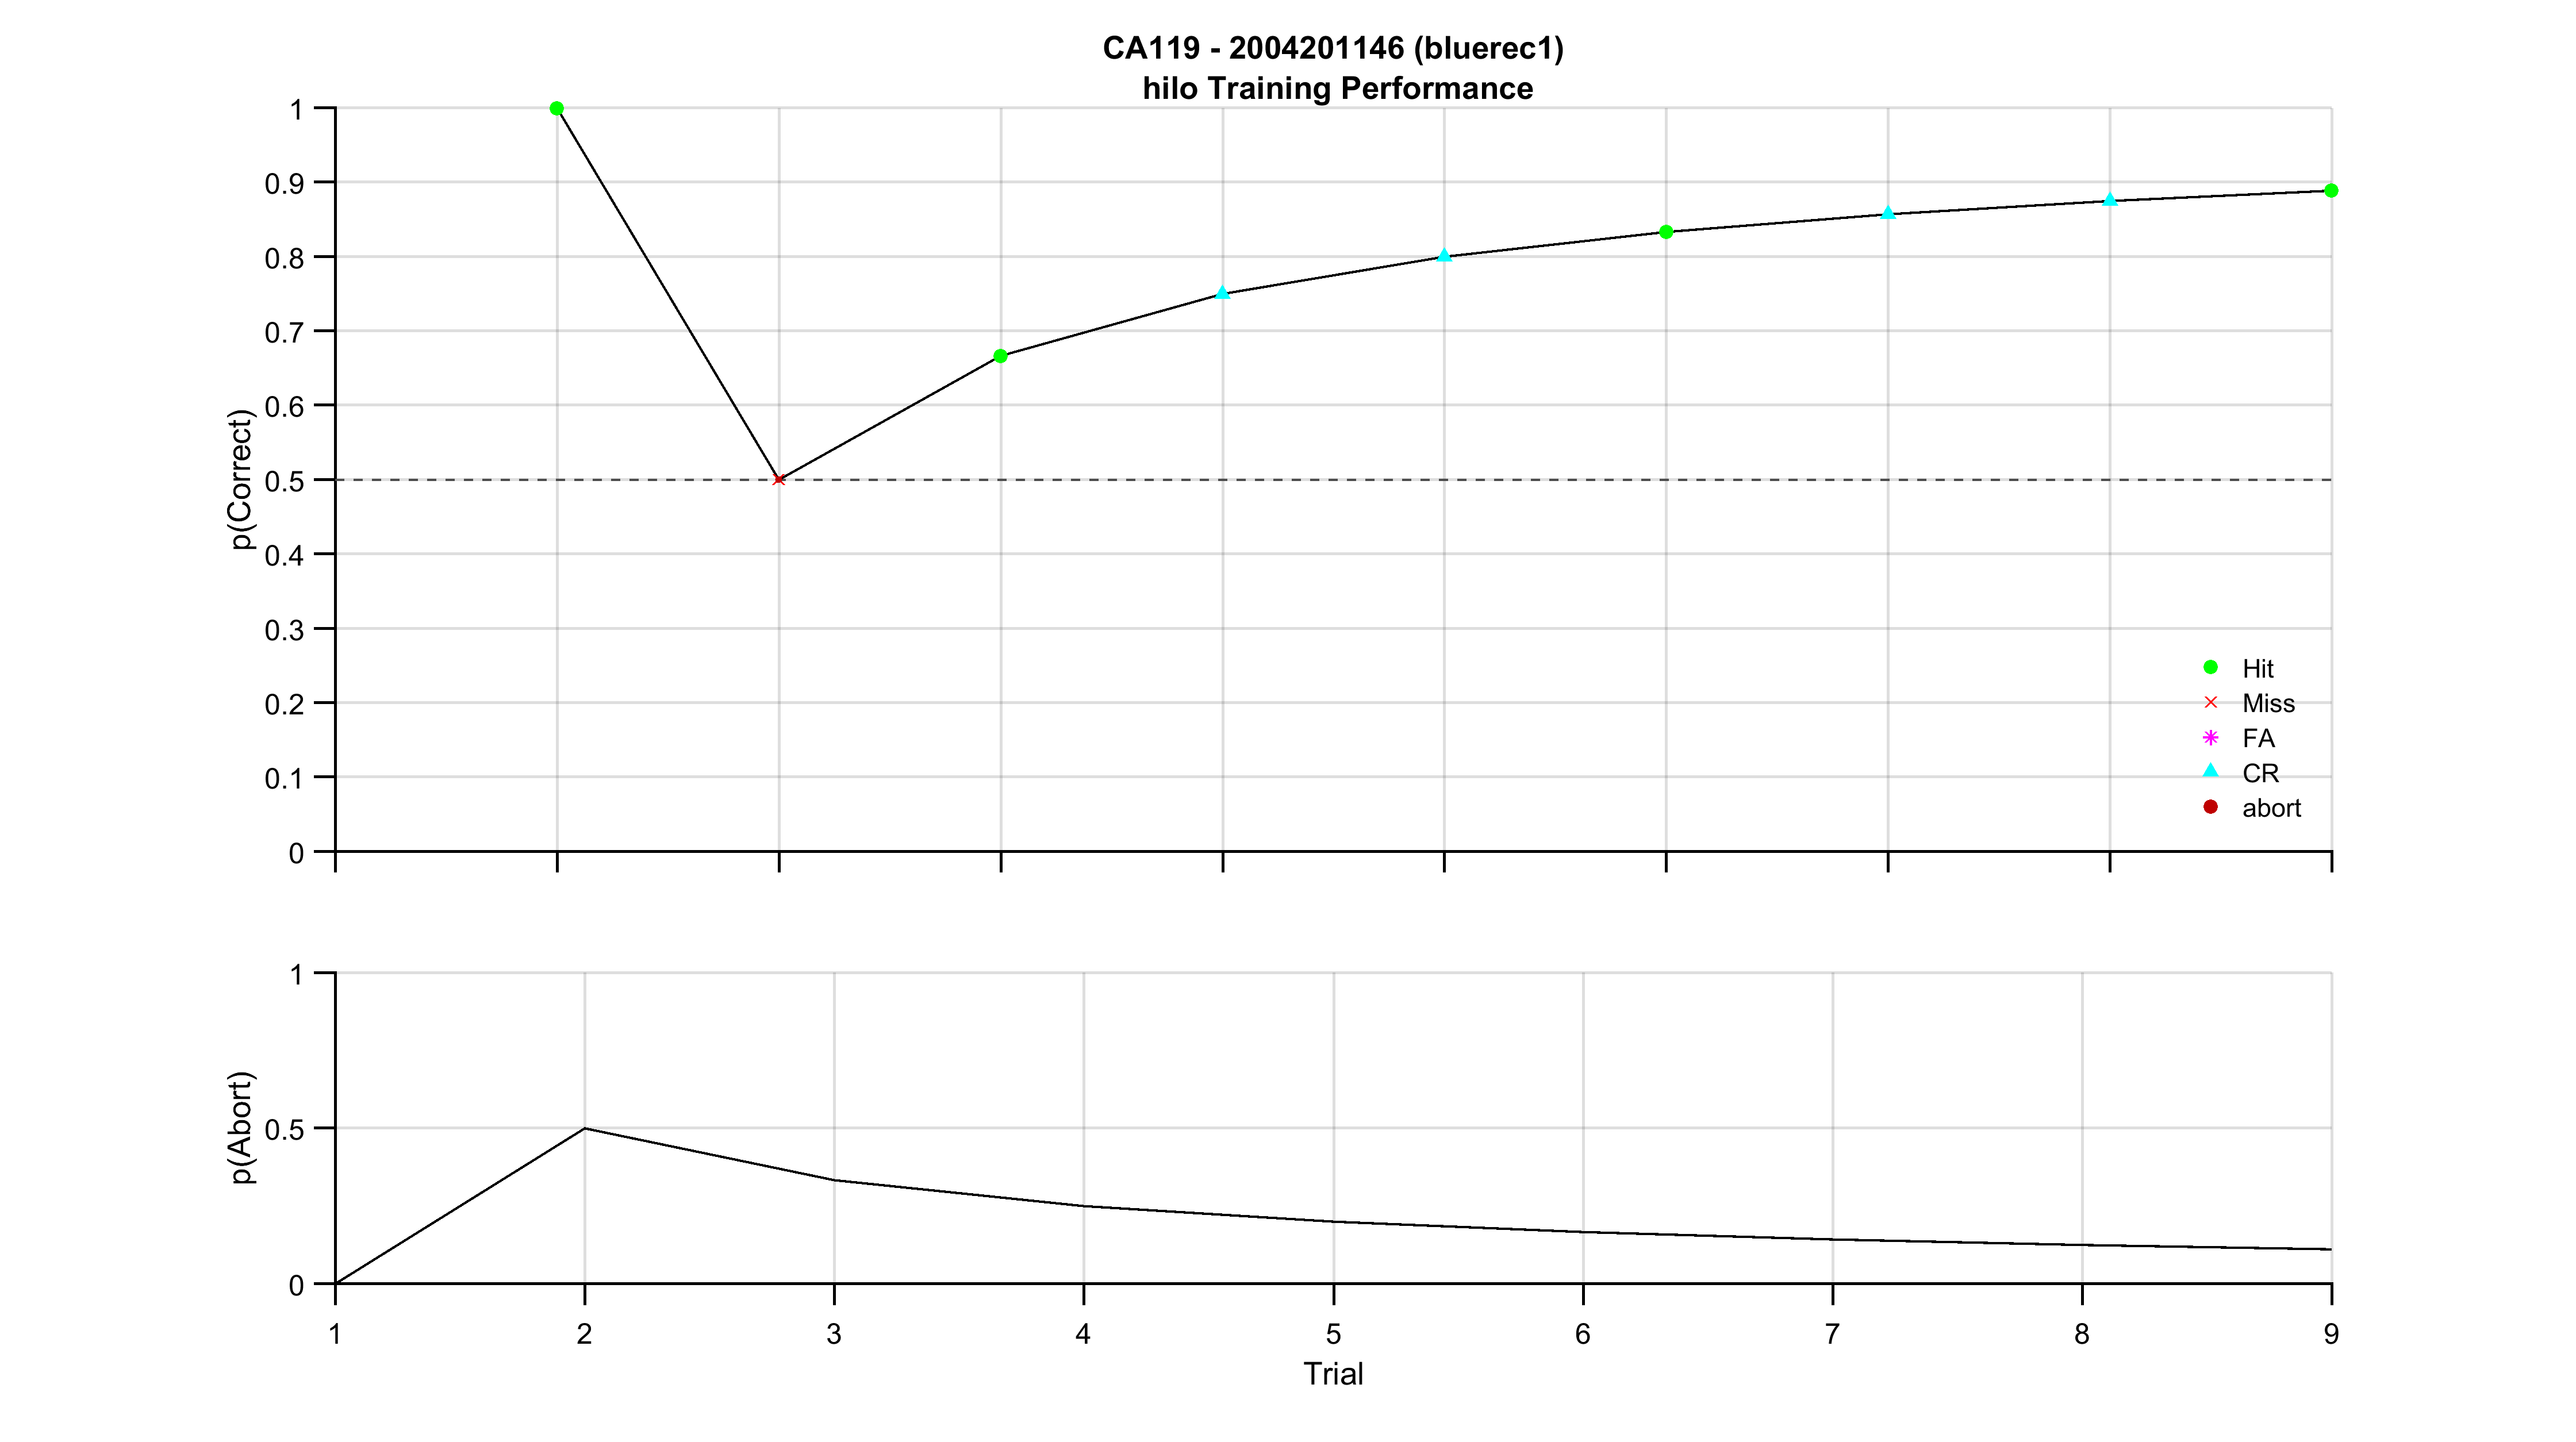 CA119 - 2004201146 (bluerec1)
hilo Training Performance
1
0.9
0.8
0.7
0.6
0.5
0.4
0.3
0.2
0.1
0
p(Correct)
Hit
Miss
FA
CR
abort
1
0.5
0
p(Abort)
1 2 3 4 5 6 7 8 9
Trial